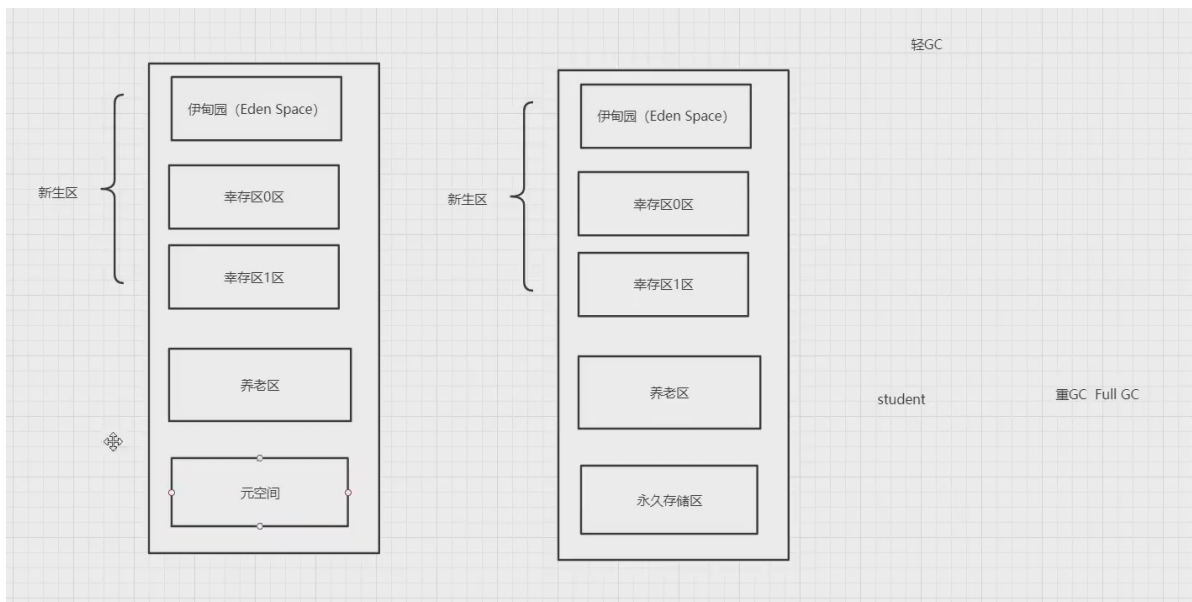 轻GC
伊甸园（Eden Space）
幸存区0区
幸存区1区
新生区
养老区
元空间
伊甸园（Eden Space）
幸存区0区
幸存区1区
新生区
养老区
永久存储区
student
重GC Full GC